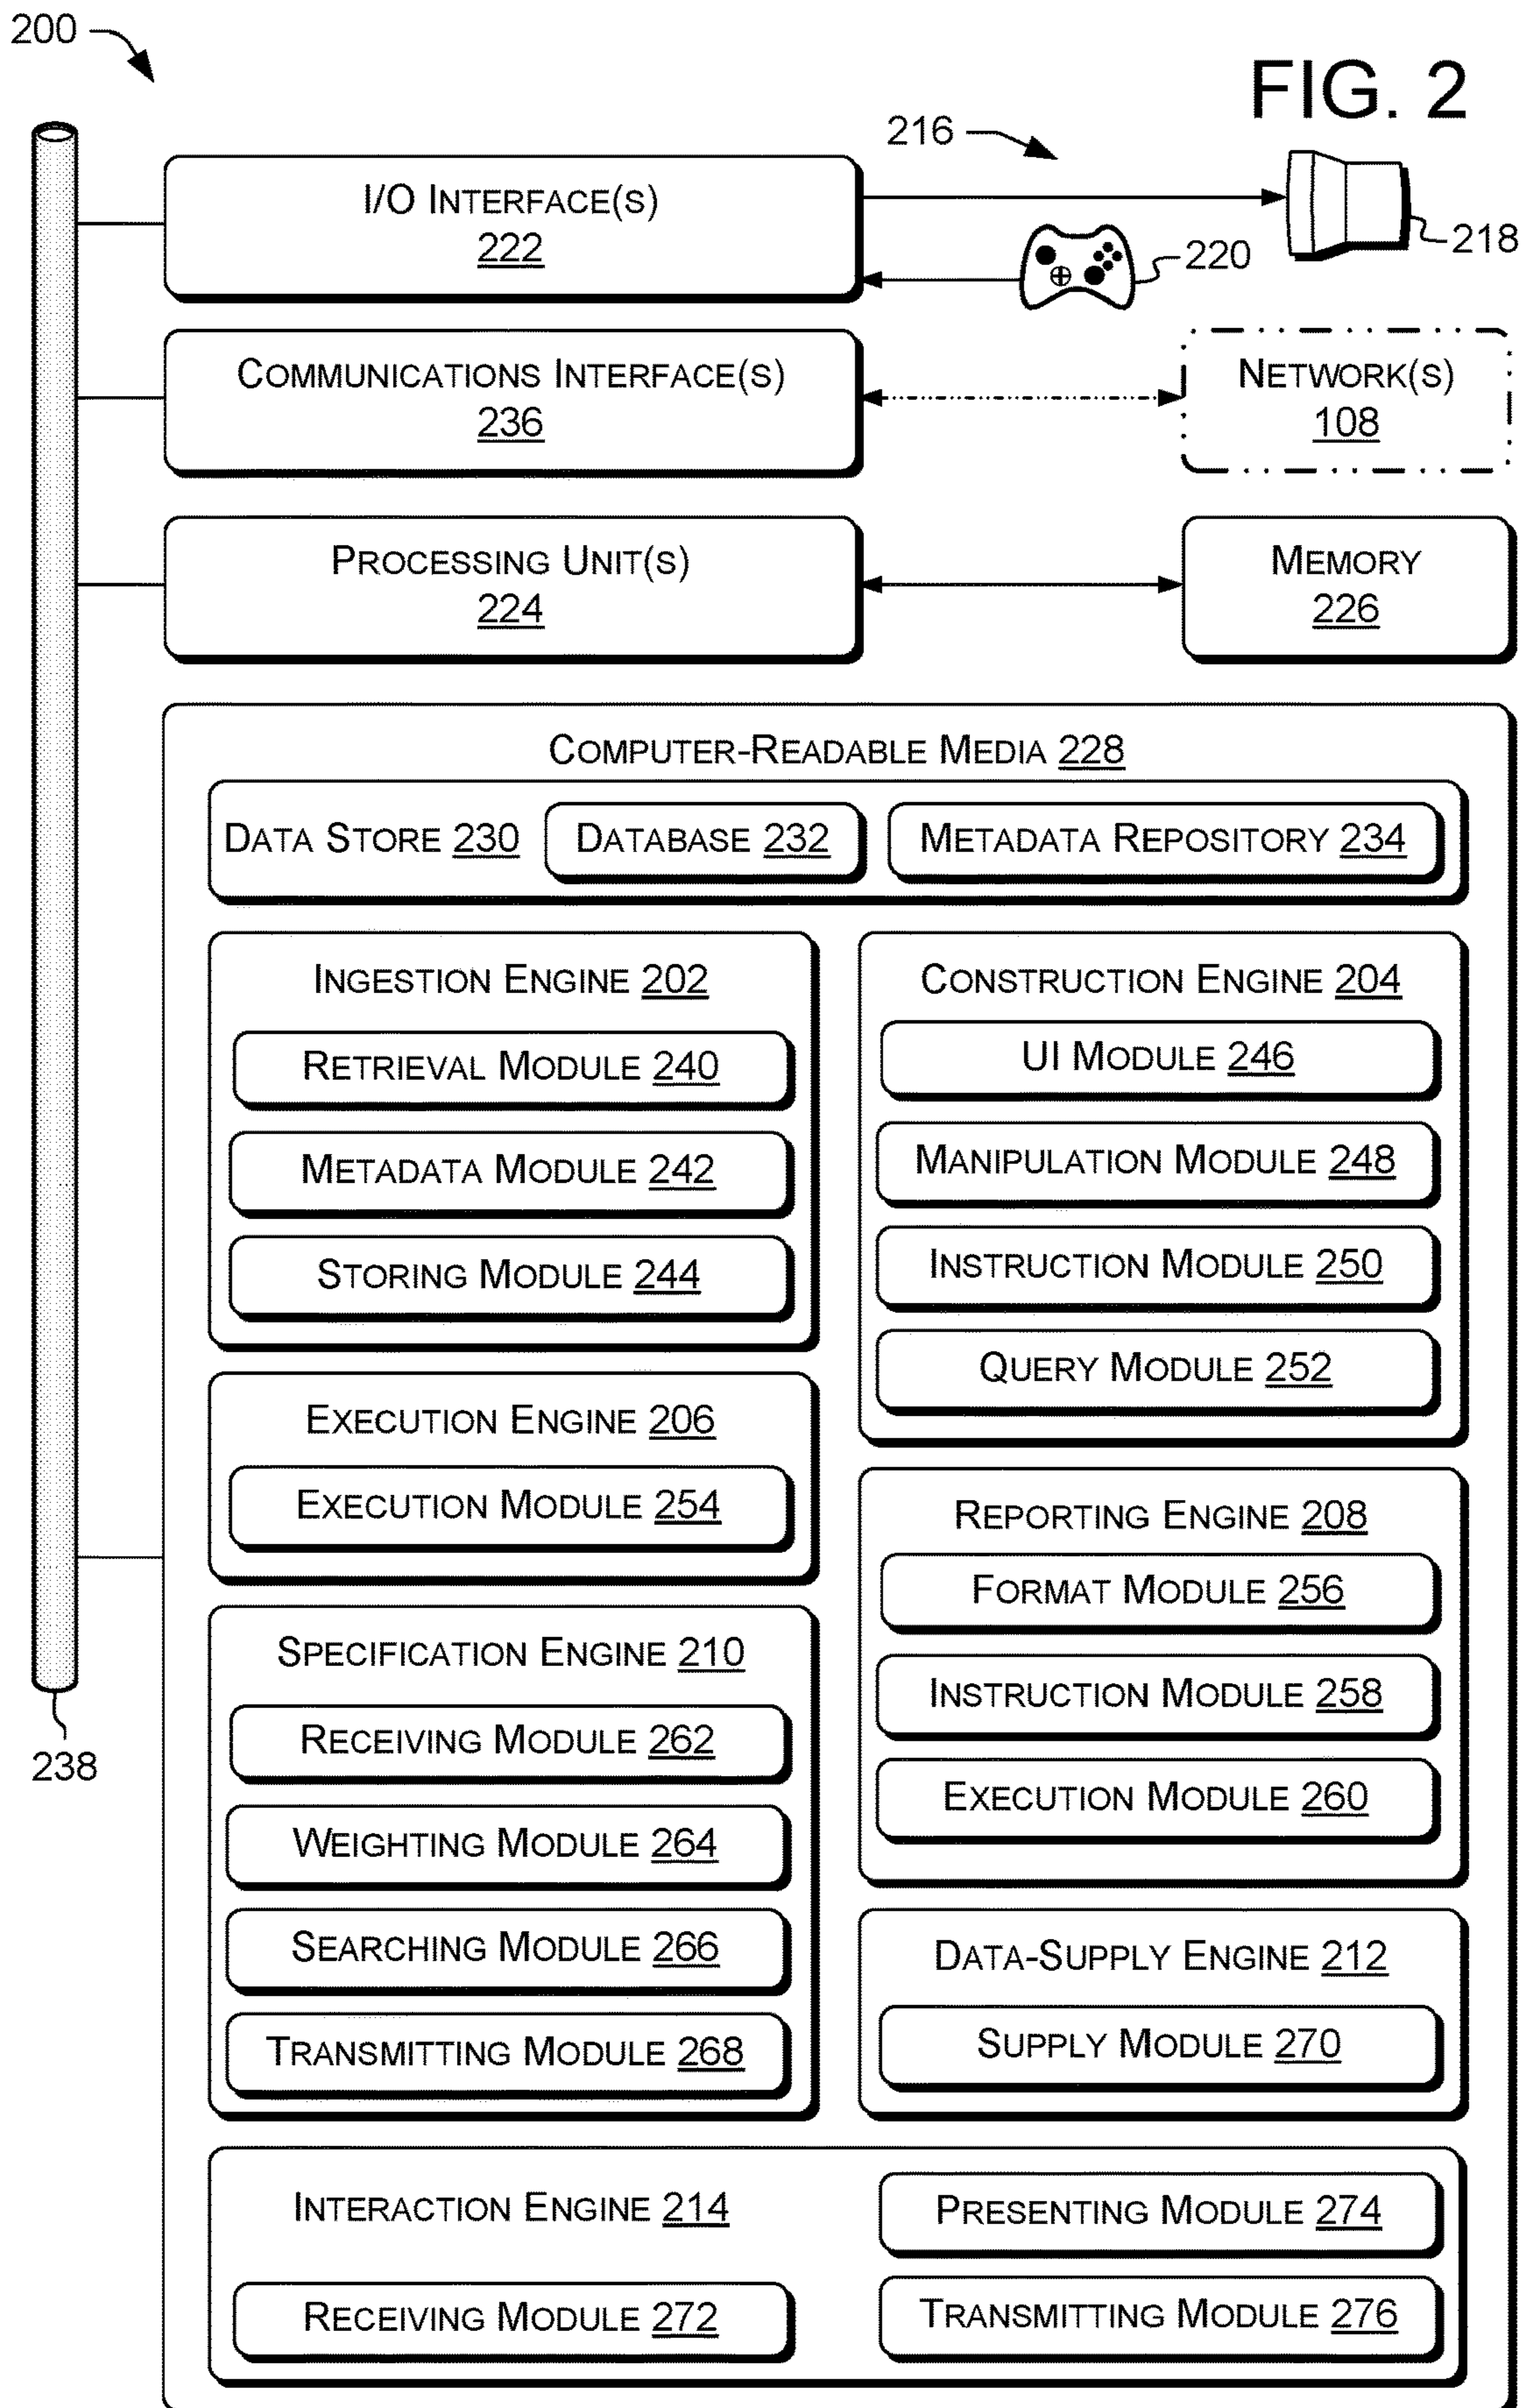 200
FIG. 2
216
I/O INTERFACE(S)
222
218
220
COMMUNICATIONS INTERFACE(S)
236
NETWORK(S)
108
PROCESSING UNIT(S)
224
MEMORY
226
COMPUTER-READABLE MEDIA 228
DATA STORE 230
DATABASE 232
METADATA REPOSITORY 234
INGESTION ENGINE 202
RETRIEVAL MODULE 240
METADATA MODULE 242
STORING MODULE 244
CONSTRUCTION ENGINE 204
UI MODULE 246
MANIPULATION MODULE 248
INSTRUCTION MODULE 250
QUERY MODULE 252
EXECUTION ENGINE 206
EXECUTION MODULE 254
REPORTING ENGINE 208
FORMAT MODULE 256
INSTRUCTION MODULE 258
EXECUTION MODULE 260
SPECIFICATION ENGINE 210
RECEIVING MODULE 262
WEIGHTING MODULE 264
SEARCHING MODULE 266
TRANSMITTING MODULE 268
238
DATA-SUPPLY ENGINE 212
SUPPLY MODULE 270
INTERACTION ENGINE 214
RECEIVING MODULE 272
PRESENTING MODULE 274
TRANSMITTING MODULE 276